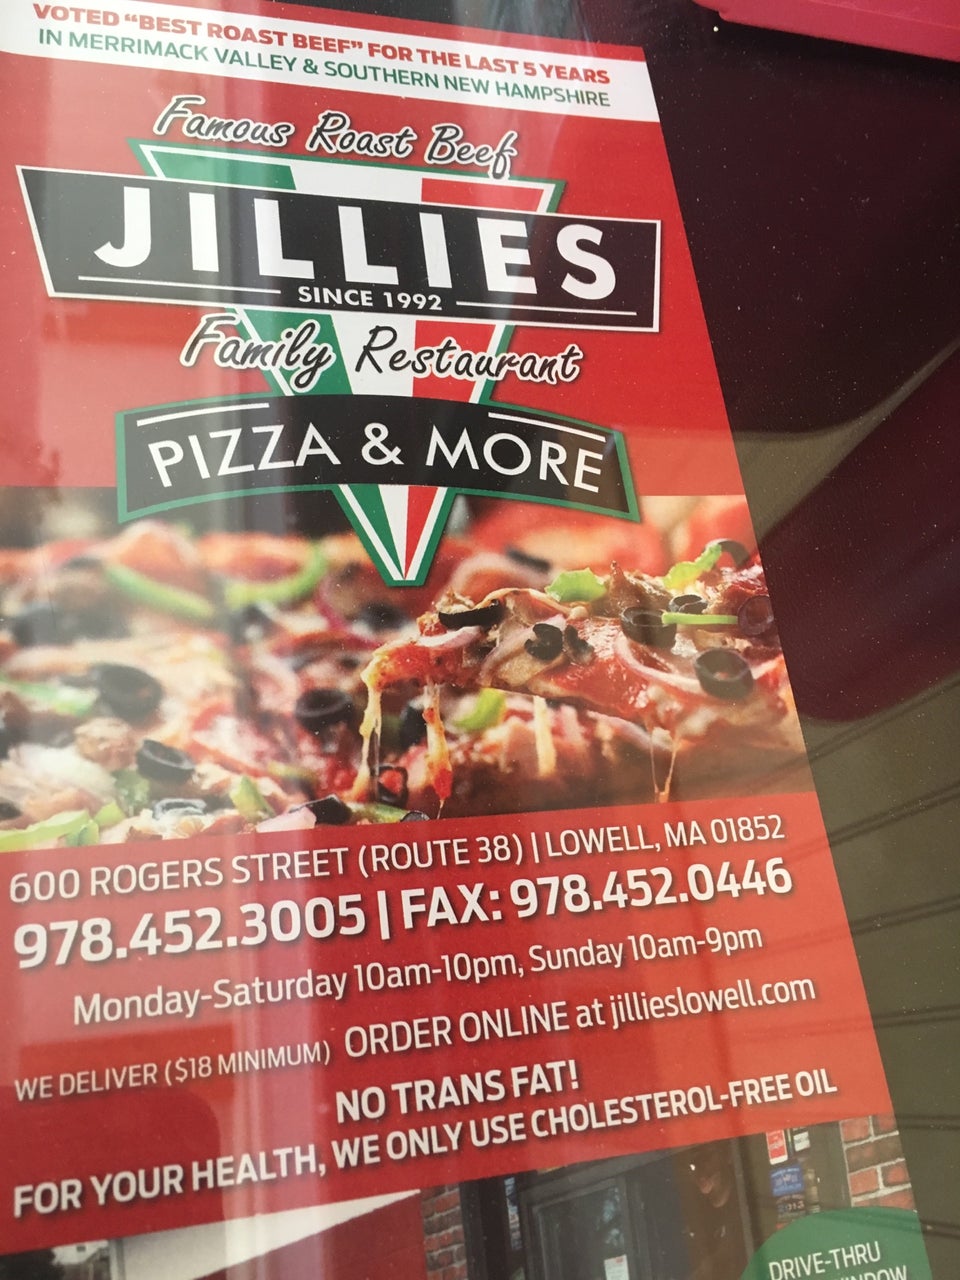 VOTED "BEST ROAST BEEF" FOR THE LAST 5 YEARS
IN MERRIMACK VALLEY & SOUTHERN NEW HAMPSHIRE
Famous Roast Beef
JILLIES
SINCE 1992
Family Restaurant
PIZZA & MORE
600 ROGERS STREET (ROUTE 38) | LOWELL, MA 01852
978.452.3005 | FAX: 978.452.0446
Monday-Saturday 10am-10pm, Sunday 10am-9pm
WE DELIVER ($18 MINIMUM) ORDER ONLINE at jillieslowell.com
NO TRANS FAT!
FOR YOUR HEALTH, WE ONLY USE CHOLESTEROL-FREE OIL
2013
DRIVE-THRU